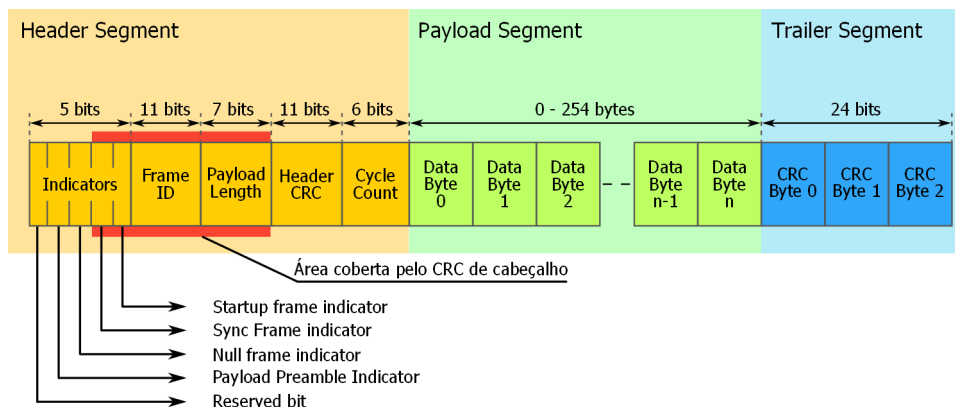 Header Segment
Payload Segment
Trailer Segment
5 bits
11 bits
7 bits
11 bits
6 bits
0 - 254 bytes
24 bits
Indicators
Frame
ID
Payload
Length
Header
CRC
Cycle
Count
Data
Byte
0
Data
Byte
1
Data
Byte
2
Data
Byte
n-1
Data
Byte
n
CRC
Byte 0
CRC
Byte 1
CRC
Byte 2
Área coberta pelo CRC de cabeçalho
Startup frame indicator
Sync Frame indicator
Null frame indicator
Payload Preamble Indicator
Reserved bit